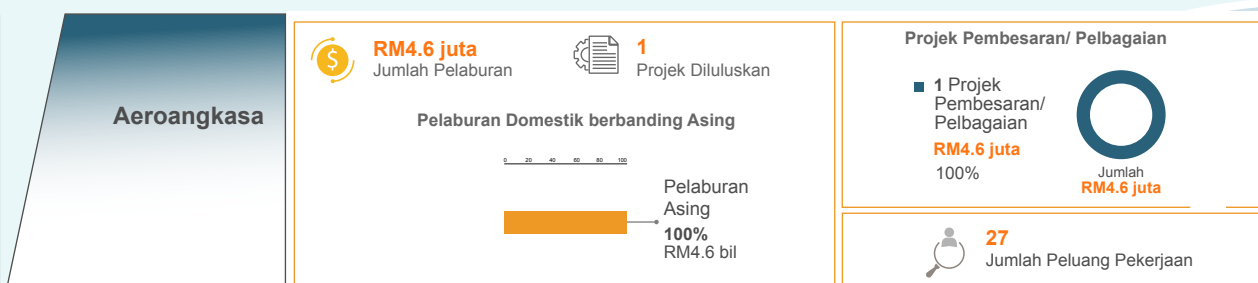 Aeroangkasa
RM4.6 juta
Jumlah Pelaburan
1
Projek Diluluskan
Pelaburan Domestik berbanding Asing
0 20 40 60 80 100
Pelaburan
Asing
100%
RM4.6 bil
Projek Pembesaran/ Pelbagaian
1 Projek
Pembesaran/
Pelbagaian
RM4.6 juta
100%
Jumlah
RM4.6 juta
27
Jumlah Peluang Pekerjaan